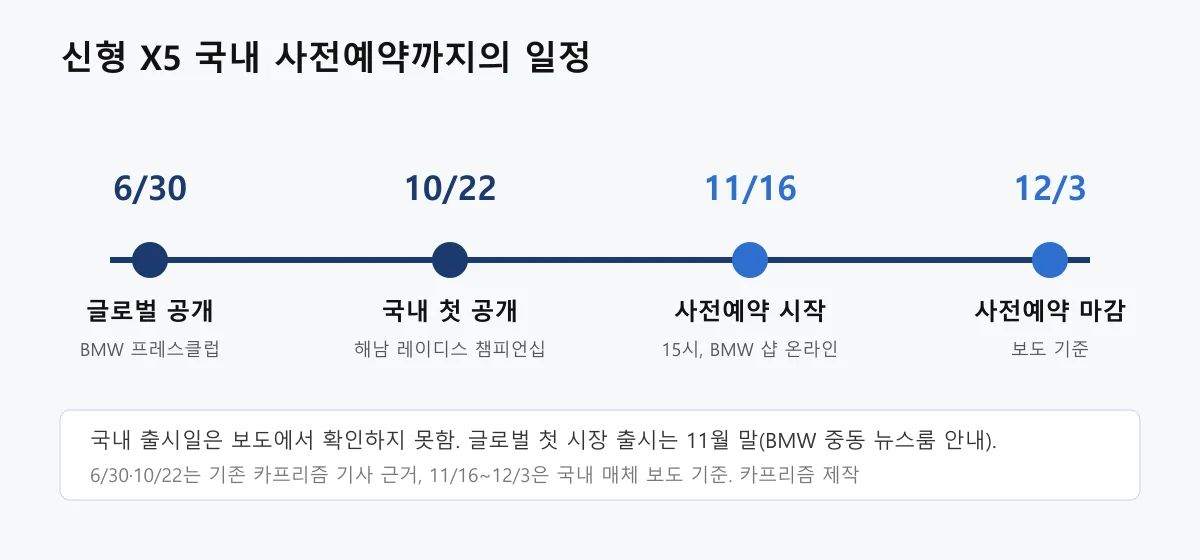 신형 X5 국내 사전예약까지의 일정
6/30
10/22
11/16
12/3
글로벌 공개
국내 첫 공개
사전예약 시작
사전예약 마감
BMW 프레스클럽
해남 레이디스 챔피언십
15시, BMW 샵 온라인
보도 기준
국내 출시일은 보도에서 확인하지 못함. 글로벌 첫 시장 출시는 11월 말(BMW 중동 뉴스룸 안내).
6/30·10/22는 기존 카프리즘 기사 근거, 11/16~12/3은 국내 매체 보도 기준. 카프리즘 제작